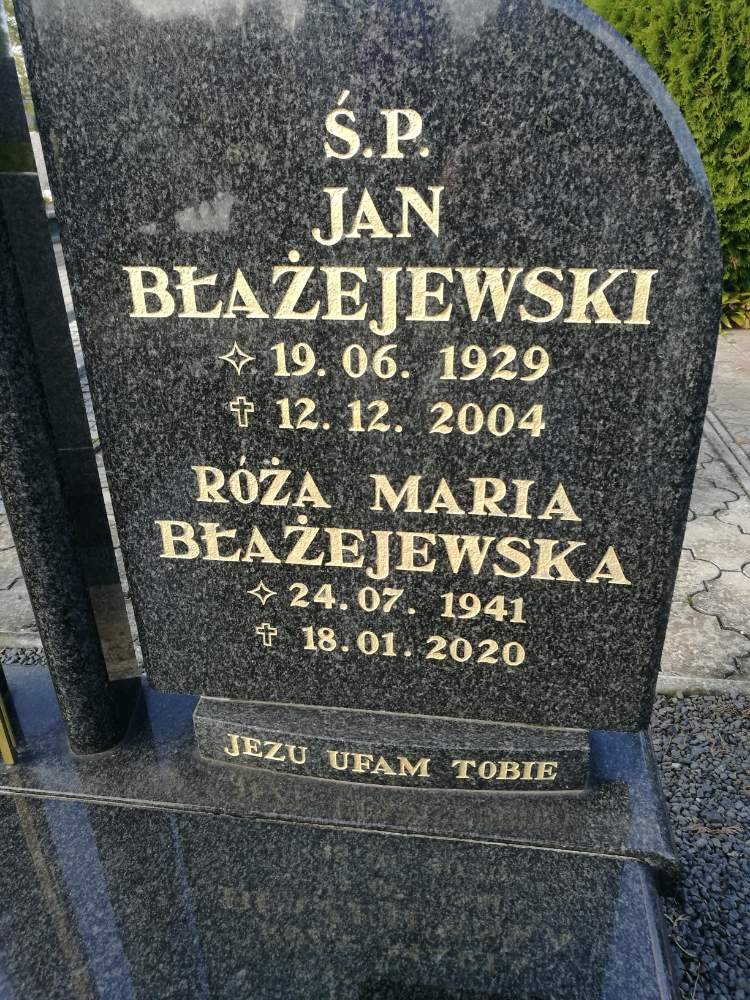 Ś.P.
JAN
BŁAŻEJEWSKI
✧ 19. 06. 1929
✝ 12. 12. 2004
RÓŻA MARIA
BŁAŻEJEWSKA
✧ 24.07. 1941
✝ 18.01. 2020
JEZU UFAM TOBIE